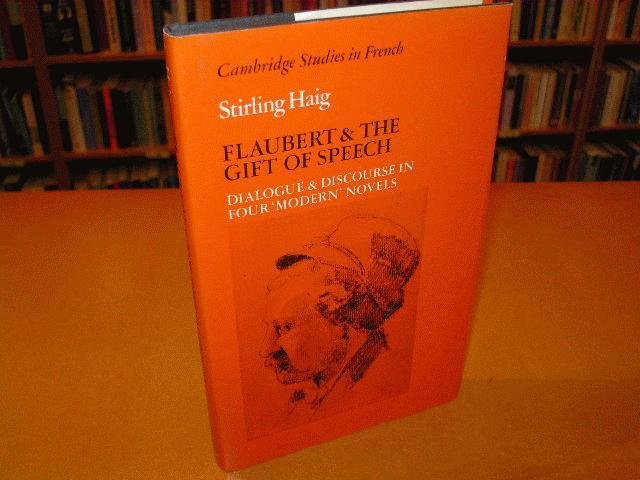 Cambridge Studies in French
Stirling Haig
FLAUBERT & THE
GIFT OF SPEECH
DIALOGUE & DISCOURSE IN
FOUR 'MODERN' NOVELS